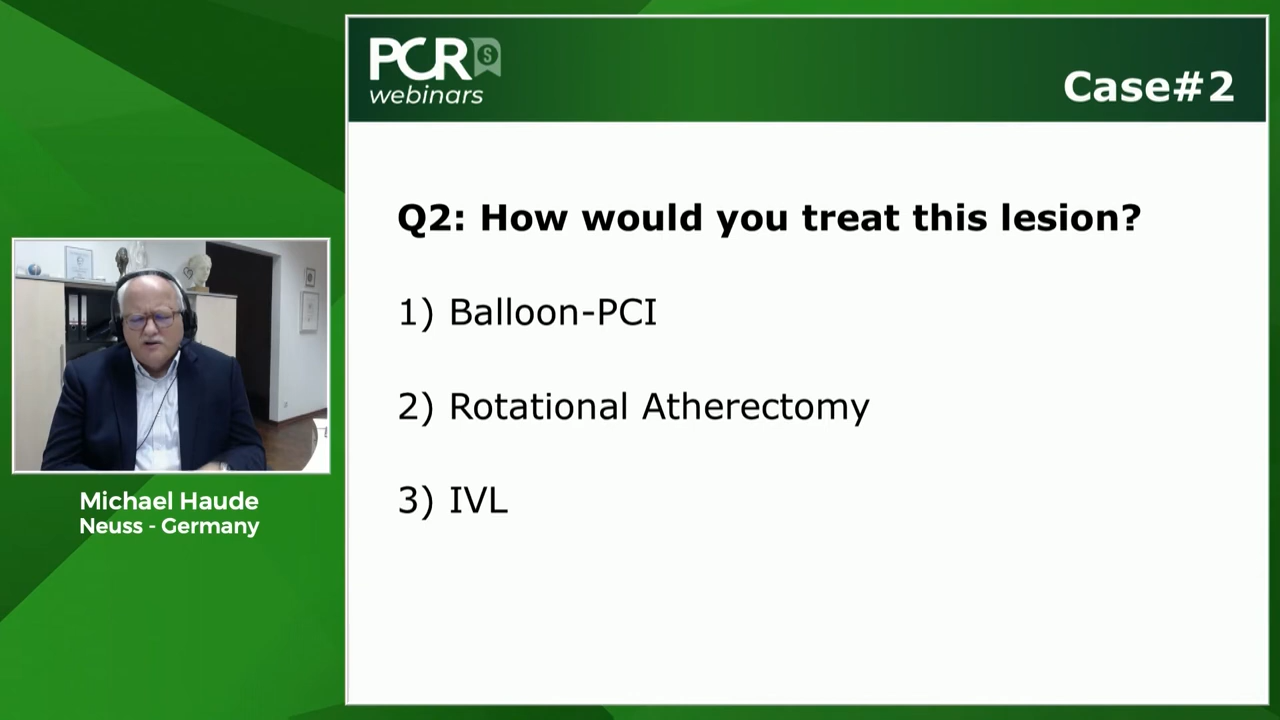 PCR
webinars
Case#2
Q2: How would you treat this lesion?
1) Balloon-PCI
2) Rotational Atherectomy
3) IVL
Michael Haude
Neuss - Germany